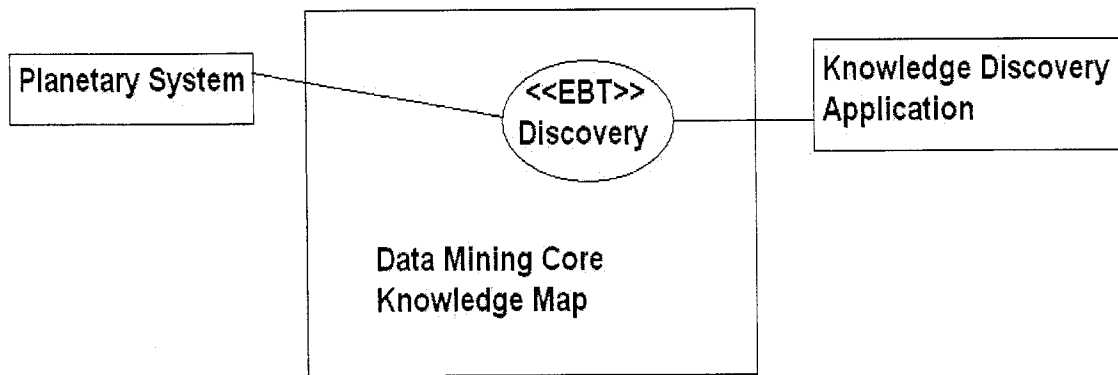 Planetary System
<<EBT>>
Discovery
Knowledge Discovery
Application
Data Mining Core
Knowledge Map